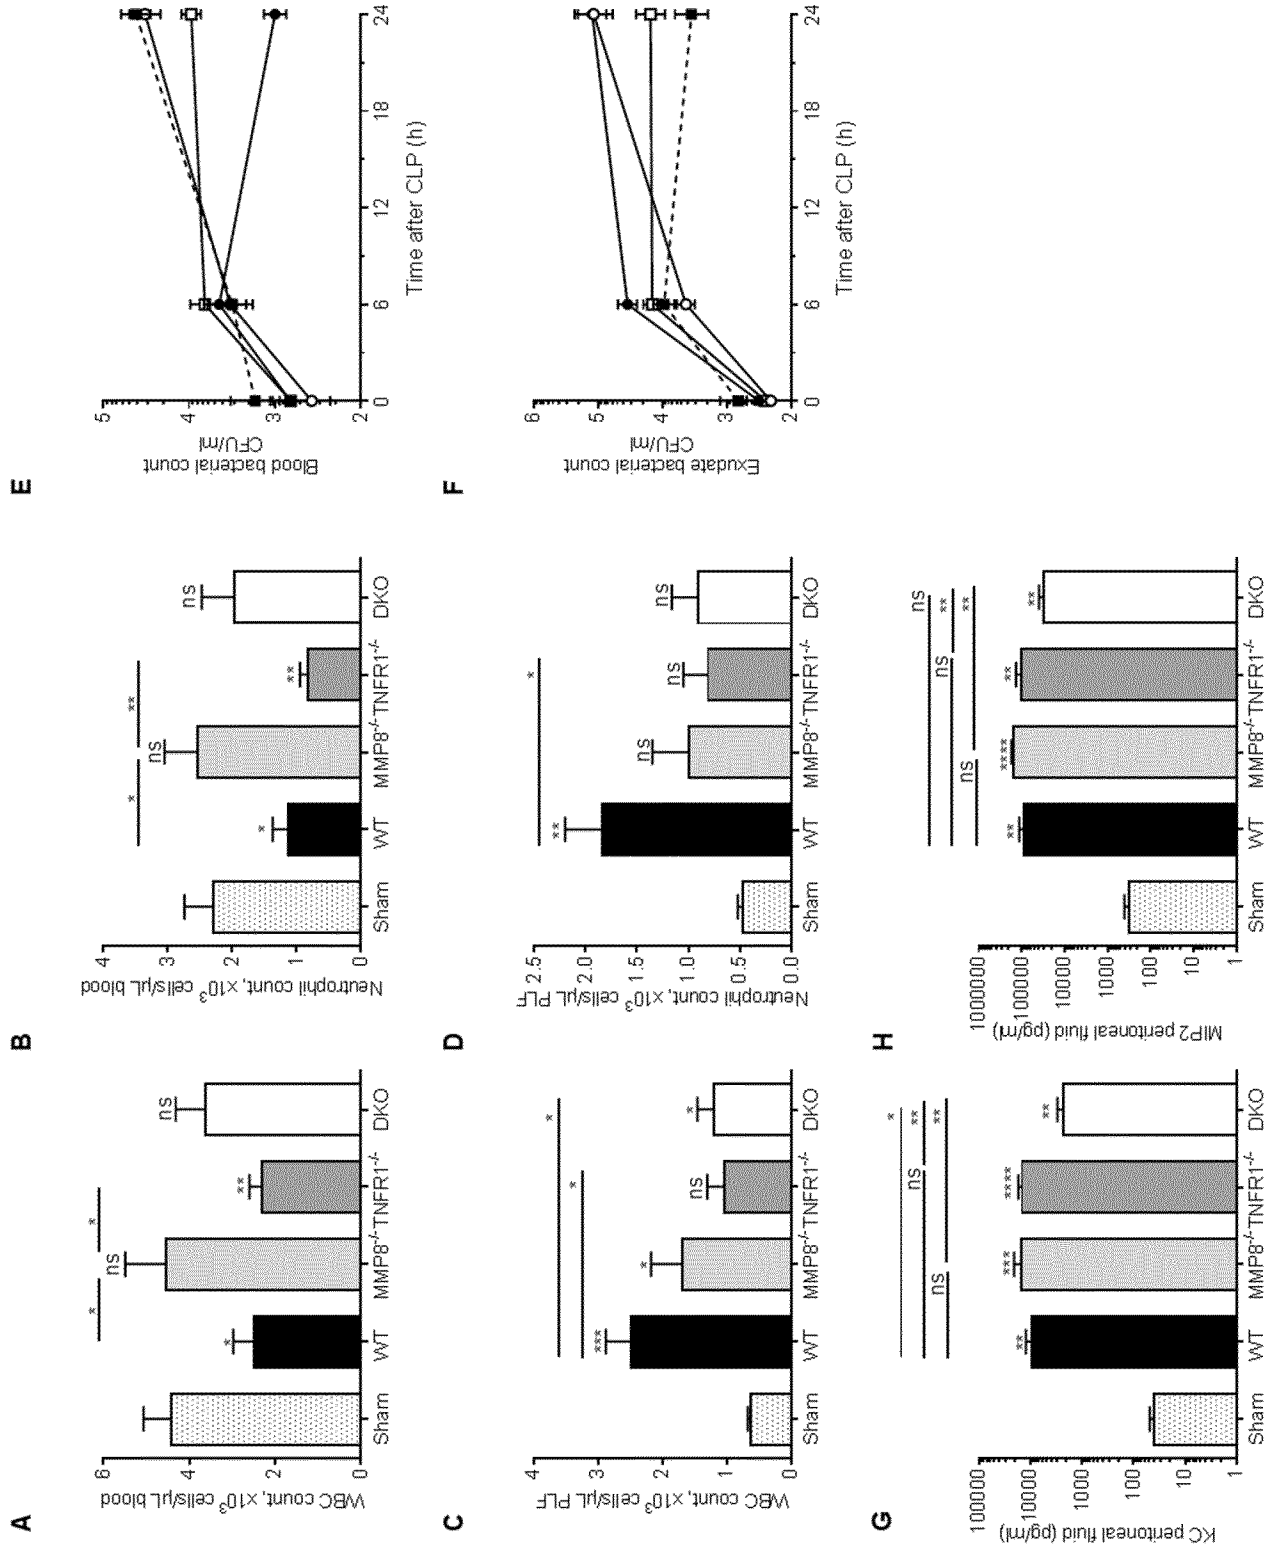 A
WBC count, ×10³ cells/µL blood
6
4
2
0
*
ns
**
ns
*
*
Sham
WT
MMP8-/-
TNFR1-/-
DKO
B
Neutrophil count, ×10³ cells/µL blood
4
3
2
1
0
*
ns
**
ns
*
**
Sham
WT
MMP8-/-
TNFR1-/-
DKO
E
Blood bacterial count
CFU/ml
5
4
3
2
0
6
12
18
24
Time after CLP (h)
C
WBC count, ×10³ cells/µL PLF
4
3
2
1
0
***
*
ns
*
*
*
Sham
WT
MMP8-/-
TNFR1-/-
DKO
D
Neutrophil count, ×10³ cells/µL PLF
2.5
2.0
1.5
1.0
0.5
0.0
**
ns
ns
ns
*
Sham
WT
MMP8-/-
TNFR1-/-
DKO
F
Exudate bacterial count
CFU/ml
6
5
4
3
2
0
6
12
18
24
Time after CLP (h)
G
KC peritoneal fluid (pg/ml)
100000
10000
1000
100
10
1
*
ns
**
ns
**
**
***
****
**
Sham
WT
MMP8-/-
TNFR1-/-
DKO
H
MIP2 peritoneal fluid (pg/ml)
1000000
100000
10000
1000
100
10
1
ns
ns
**
ns
**
**
****
**
**
Sham
WT
MMP8-/-
TNFR1-/-
DKO